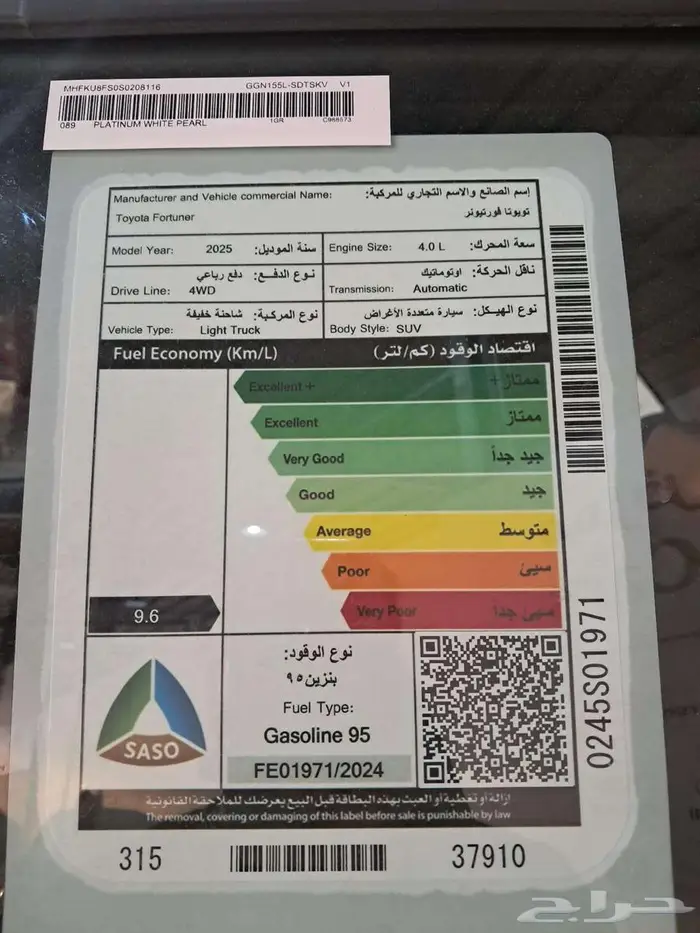 MHFKU8FS0S0208116 GGN155L-SDTSKV V1
089 PLATINUM WHITE PEARL 1GR C968573
Manufacturer and Vehicle commercial Name: إسم الصانع والاسم التجاري للمركبة:
Toyota Fortuner تويوتا فورتيونر
Model Year: 2025 سنة الموديل:
Engine Size: 4.0 L سعة المحرك:
نوع الدفع: دفع رباعي
Drive Line: 4WD
ناقل الحركة: اوتوماتيك
Transmission: Automatic
نوع المركبة: شاحنة خفيفة
Vehicle Type: Light Truck
نوع الهيكل: سيارة متعددة الأغراض
Body Style: SUV
Fuel Economy (Km/L) اقتصاد الوقود (كم/لتر)
Excellent + ممتاز +
Excellent ممتاز
Very Good جيد جداً
Good جيد
Average متوسط
Poor سيئ
9.6
Very Poor سيئ جدا
SASO
نوع الوقود:
بنزين ٩٥
Fuel Type:
Gasoline 95
FE01971/2024
0245S01971
إزالة أو تغطية أو العبث بهذه البطاقة قبل البيع يعرضك للملاحقة القانونية
The removal, covering or damaging of this label before sale is punishable by law
315 37910
حراج